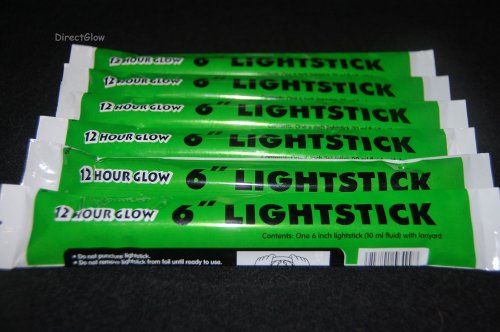 DirectGlow
12 HOUR GLOW 6" LIGHTSTICK
12 HOUR GLOW 6" LIGHTSTICK
12 HOUR GLOW 6" LIGHTSTICK
12 HOUR GLOW 6" LIGHTSTICK
12 HOUR GLOW 6" LIGHTSTICK
12 HOUR GLOW 6" LIGHTSTICK
Contents: One 6 inch lightstick (10 ml fluid) with lanyard
• Do not puncture lightstick.
• Do not remove lightstick from foil until ready to use.